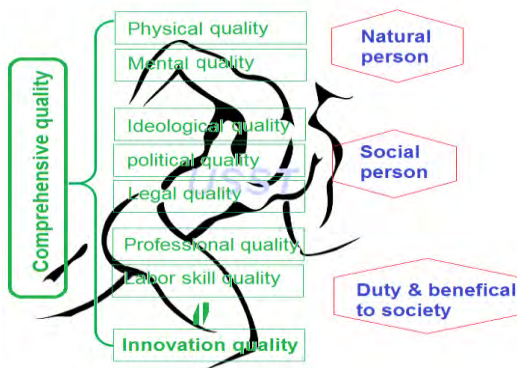 Comprehensive quality
Physical quality
Mental quality
Ideological quality
political quality
Legal quality
Professional quality
Labor skill quality
Innovation quality
Natural
person
Social
person
Duty & benefical
to society
USST